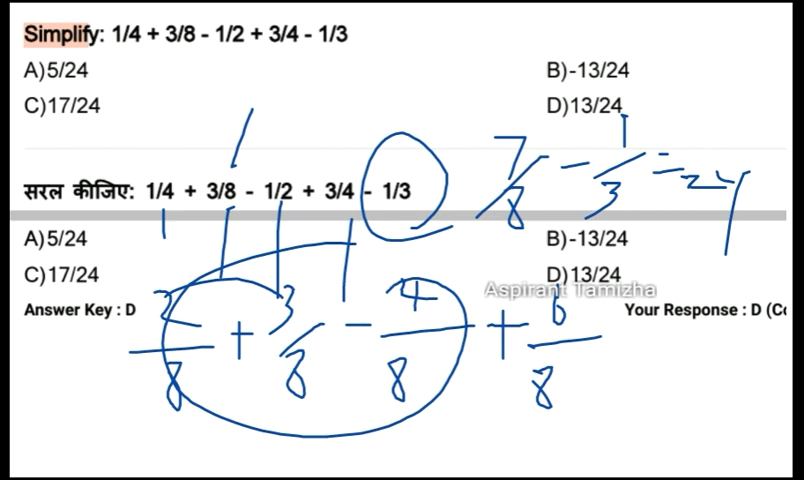 Simplify: 1/4 + 3/8 - 1/2 + 3/4 - 1/3
A)5/24
B)-13/24
C)17/24
D)13/24
7/8 - 1/3 = 24
सरल कीजिए: 1/4 + 3/8 - 1/2 + 3/4 - 1/3
A)5/24
B)-13/24
C)17/24
D)13/24
Aspirant Tamizha
Answer Key : D
Your Response : D (Co
2/8 + 3/8 - 4/8 + 6/8